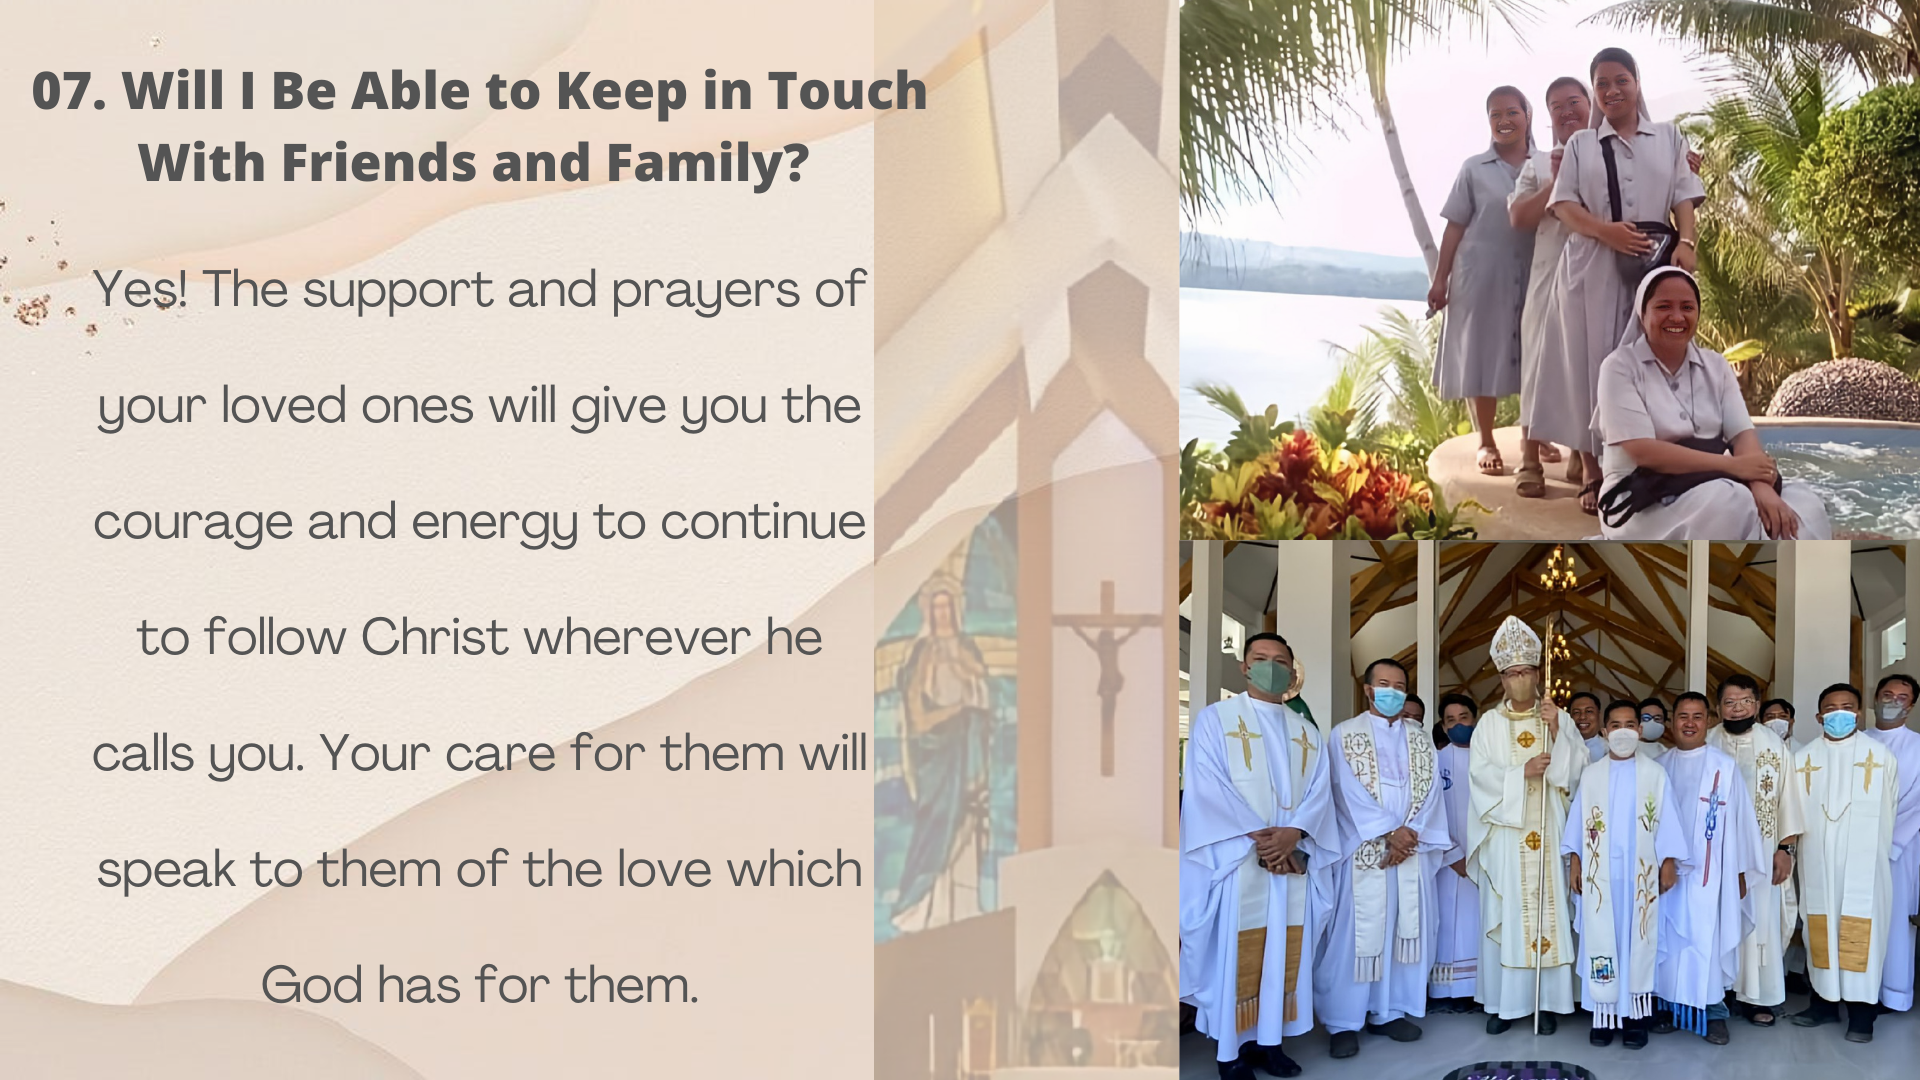 07. Will I Be Able to Keep in Touch
With Friends and Family?
Yes! The support and prayers of
your loved ones will give you the
courage and energy to continue
to follow Christ wherever he
calls you. Your care for them will
speak to them of the love which
God has for them.